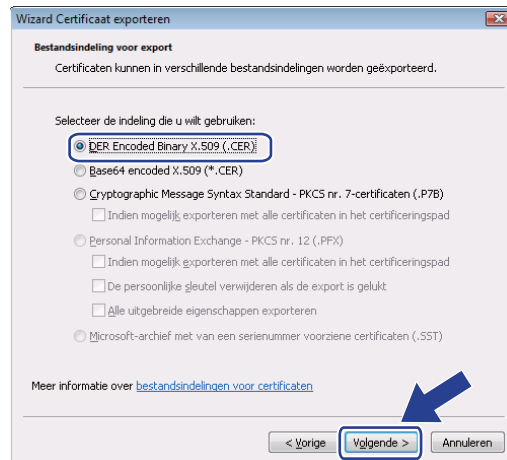 Wizard Certificaat exporteren
Bestandsindeling voor export
Certificaten kunnen in verschillende bestandsindelingen worden geëxporteerd.
Selecteer de indeling die u wilt gebruiken:
DER Encoded Binary X.509 (.CER)
Base64 encoded X.509 (*.CER)
Cryptographic Message Syntax Standard - PKCS nr. 7-certificaten (.P7B)
Indien mogelijk exporteren met alle certificaten in het certificeringspad
Personal Information Exchange - PKCS nr. 12 (.PFX)
Indien mogelijk exporteren met alle certificaten in het certificeringspad
De persoonlijke sleutel verwijderen als de export is gelukt
Alle uitgebreide eigenschappen exporteren
Microsoft-archief met van een serienummer voorziene certificaten (.SST)
Meer informatie over bestandsindelingen voor certificaten
< Vorige
Volgende >
Annuleren